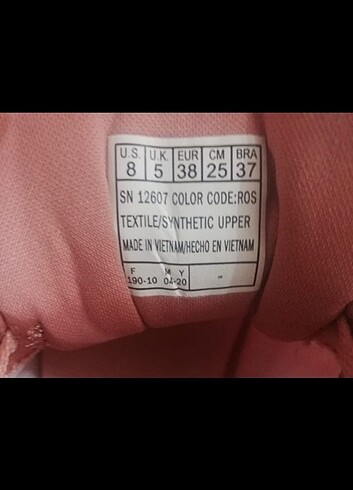 U.S. U.K. EUR CM BRA
8 5 38 25 37
SN 12607 COLOR CODE:ROS
TEXTILE/SYNTHETIC UPPER
MADE IN VIETNAM/HECHO EN VIETNAM
F M Y
190-10 04-20